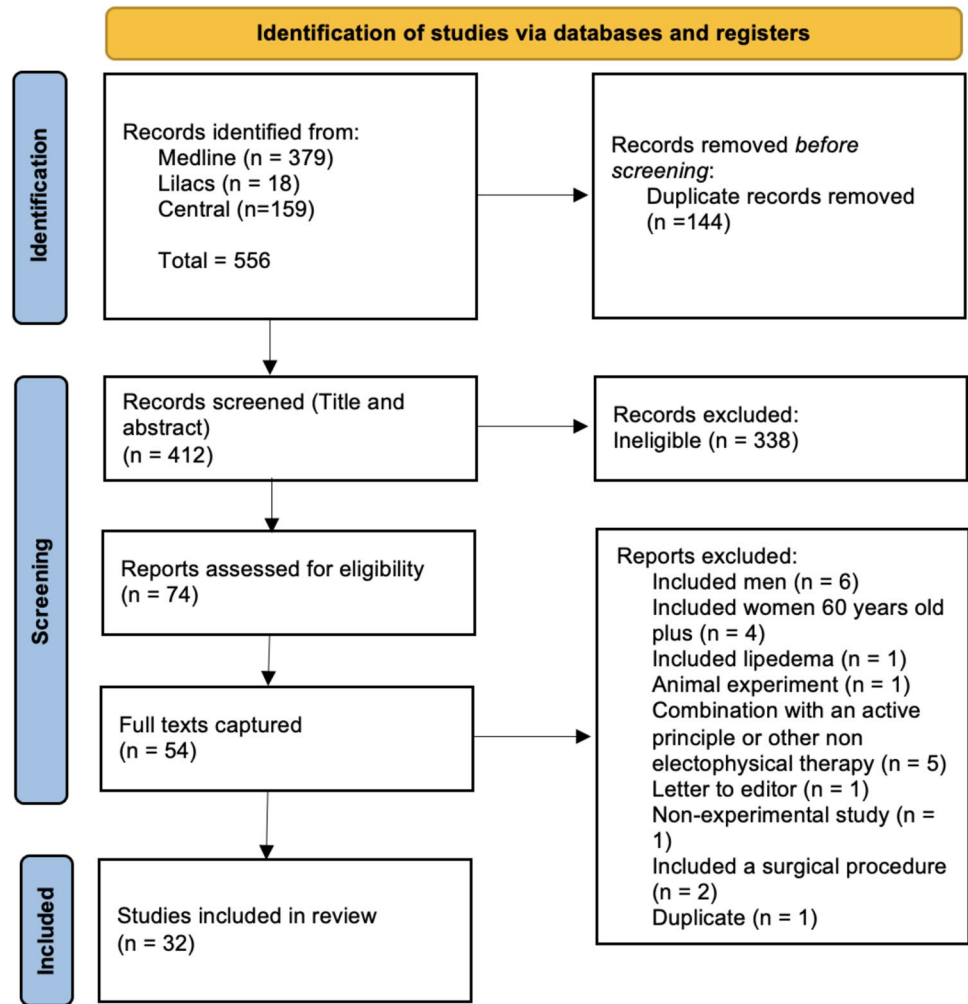 Identification of studies via databases and registers
Identification
Records identified from:
Medline (n = 379)
Lilacs (n = 18)
Central (n=159)
Total = 556
Records removed before
screening:
Duplicate records removed
(n =144)
Screening
Records screened (Title and
abstract)
(n = 412)
Records excluded:
Ineligible (n = 338)
Reports assessed for eligibility
(n = 74)
Full texts captured
(n = 54)
Reports excluded:
Included men (n = 6)
Included women 60 years old
plus (n = 4)
Included lipedema (n = 1)
Animal experiment (n = 1)
Combination with an active
principle or other non
electophysical therapy (n = 5)
Letter to editor (n = 1)
Non-experimental study (n =
1)
Included a surgical procedure
(n = 2)
Duplicate (n = 1)
Included
Studies included in review
(n = 32)